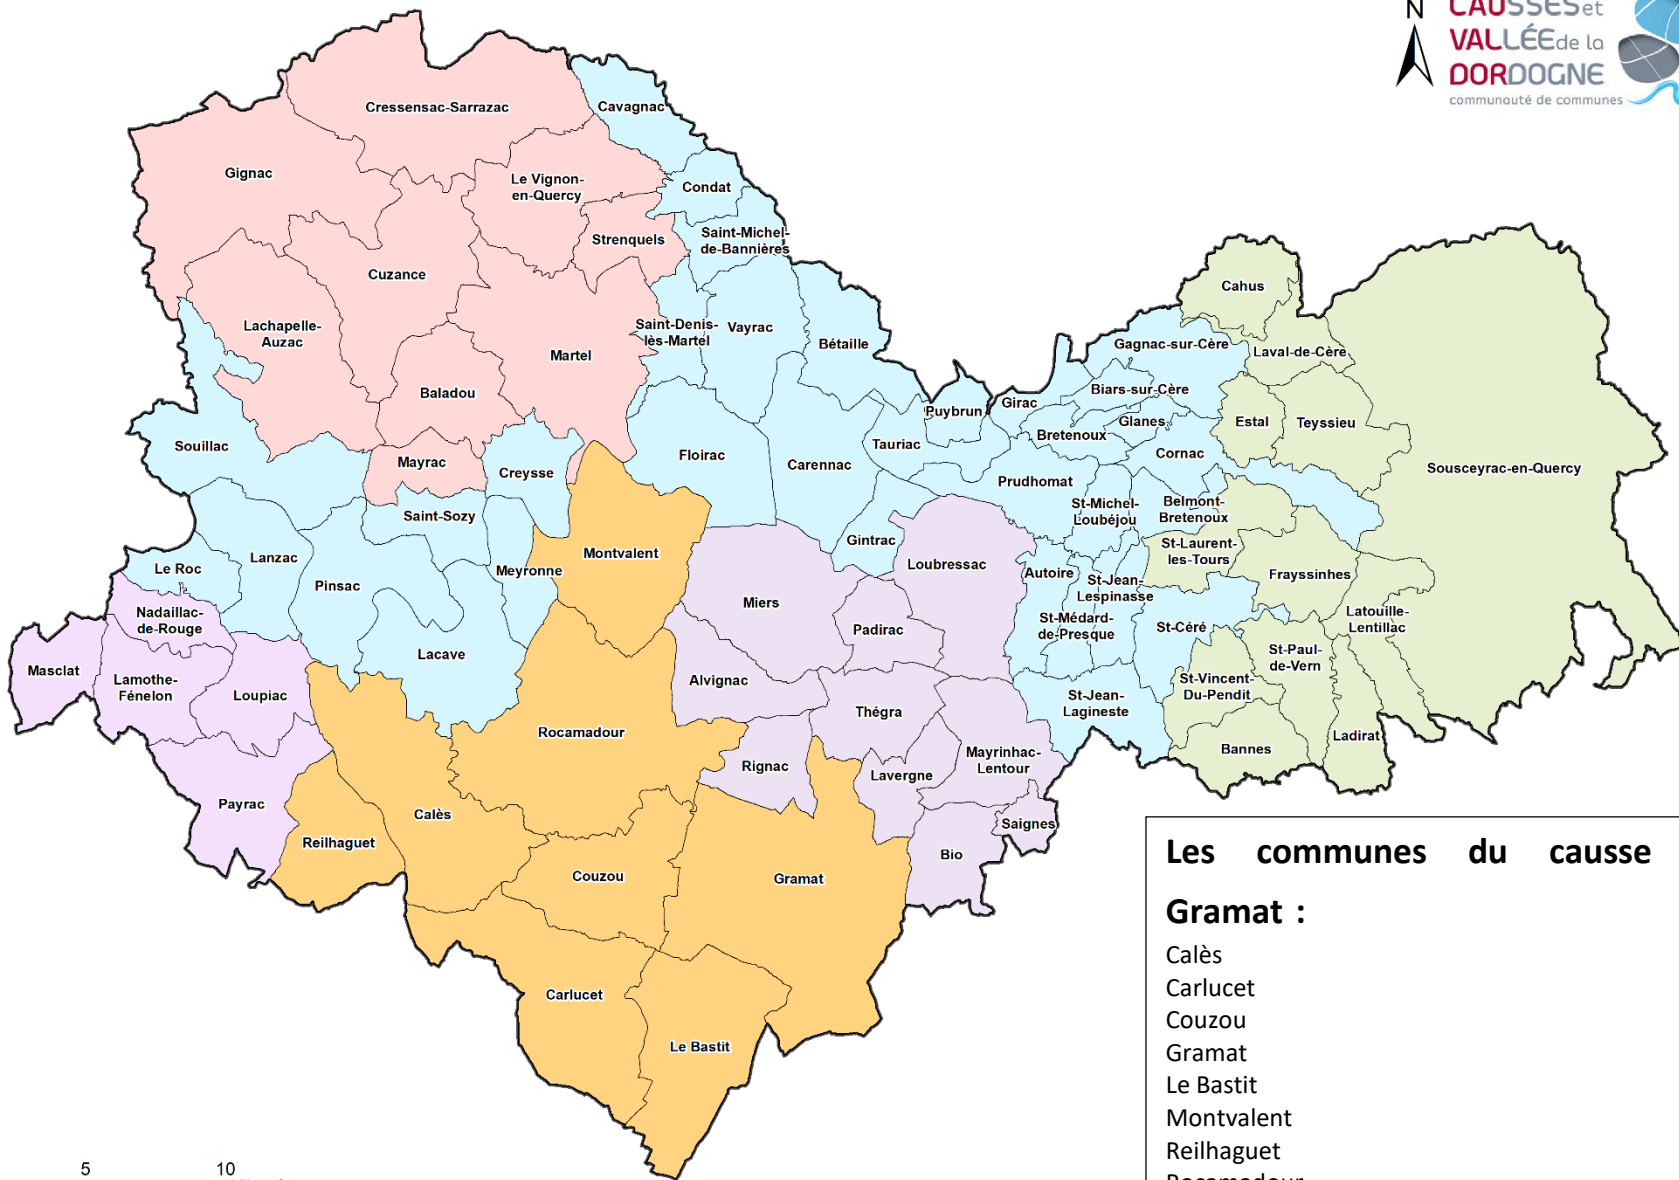 N
CAUSSES et
VALLÉE de la
DORDOGNE
communauté de communes
Cressensac-Sarrazac
Cavagnac
Gignac
Le Vignon-
en-Quercy
Condat
Strenquels
Saint-Michel-
de-Bannières
Cuzance
Cahus
Lachapelle-
Auzac
Saint-Denis-
lès-Martel
Vayrac
Bétaille
Gagnac-sur-Cère
Laval-de-Cère
Martel
Baladou
Biars-sur-Cère
Girac
Puybrun
Estal
Teyssieu
Glanes
Bretenoux
Souillac
Tauriac
Floirac
Carennac
Cornac
Mayrac
Creysse
Sousceyrac-en-Quercy
Prudhomat
St-Michel-
Loubéjou
Belmont-
Bretenoux
Saint-Sozy
Gintrac
St-Laurent-
les-Tours
Montvalent
Lanzac
Loubressac
Le Roc
Pinsac
Meyronne
Autoire
St-Jean-
Lespinasse
Frayssinhes
Miers
Nadaillac-
de-Rouge
Padirac
St-Médard-
de-Presque
St-Céré
Latouille-
Lentillac
Lacave
Masclat
Lamothe-
Fénelon
Loupiac
Alvignac
St-Paul-
de-Vern
St-Vincent-
Du-Pendit
St-Jean-
Lagineste
Thégra
Rocamadour
Bannes
Ladirat
Mayrinhac-
Lentour
Rignac
Lavergne
Payrac
Calès
Saignes
Reilhaguet
Bio
Couzou
Gramat
Carlucet
Le Bastit
5 10
Les communes du causse
Gramat :
Calès
Carlucet
Couzou
Gramat
Le Bastit
Montvalent
Reilhaguet
Rocamadour